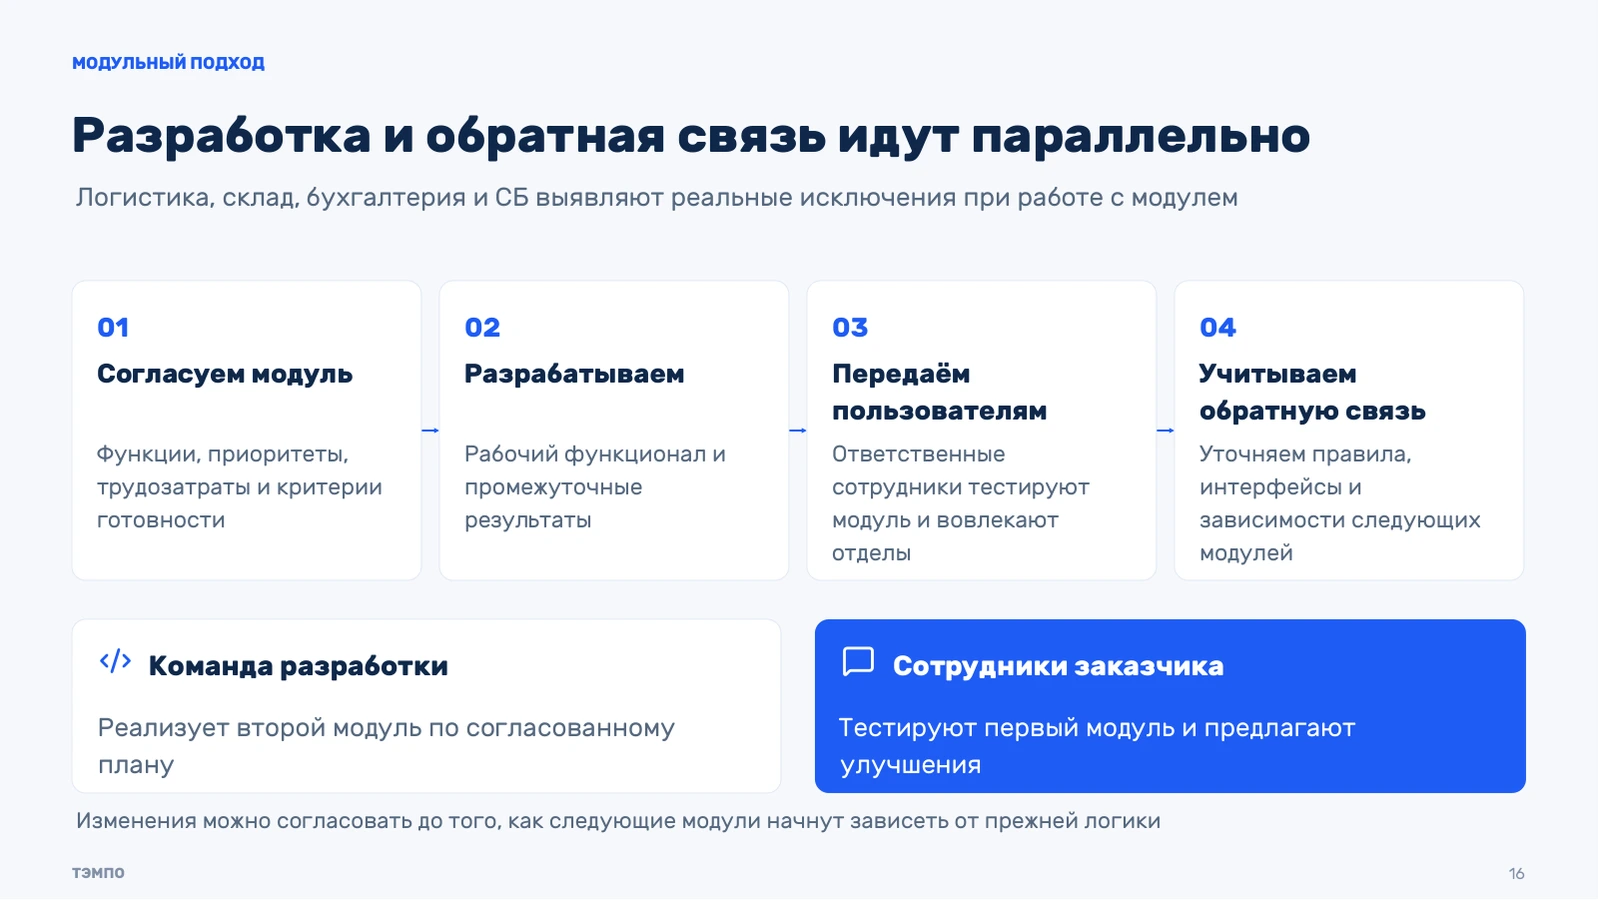 МОДУЛЬНЫЙ ПОДХОД
Разработка и обратная связь идут параллельно
Логистика, склад, бухгалтерия и СБ выявляют реальные исключения при работе с модулем
01
Согласуем модуль
Функции, приоритеты,
трудозатраты и критерии
готовности
02
Разрабатываем
Рабочий функционал и
промежуточные
результаты
03
Передаём
пользователям
Ответственные
сотрудники тестируют
модуль и вовлекают
отделы
04
Учитываем
обратную связь
Уточняем правила,
интерфейсы и
зависимости следующих
модулей
Команда разработки
Реализует второй модуль по согласованному
плану
Сотрудники заказчика
Тестируют первый модуль и предлагают
улучшения
Изменения можно согласовать до того, как следующие модули начнут зависеть от прежней логики
ТЭМПО
16